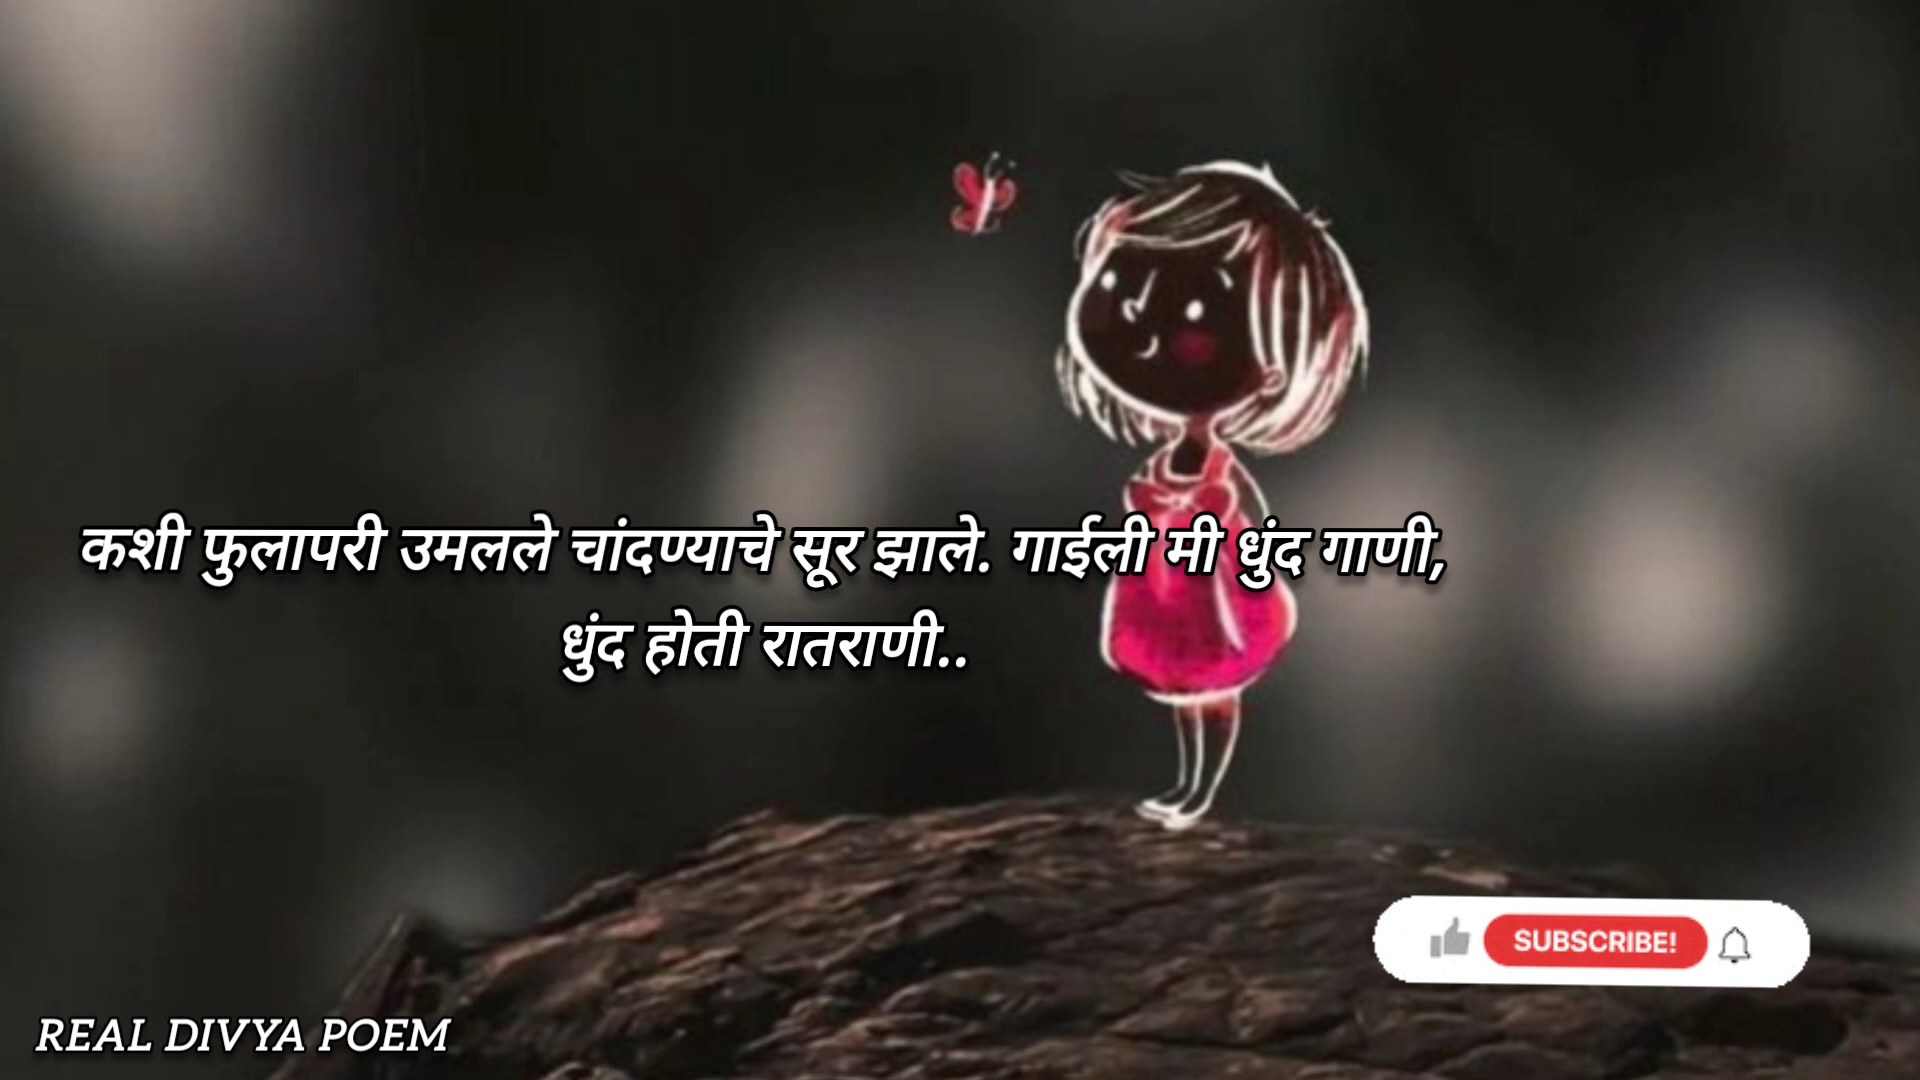 कशी फुलापरी उमलले चांदण्याचे सूर झाले. गाईली मी धुंद गाणी,
धुंद होती रातराणी..
SUBSCRIBE!
REAL DIVYA POEM